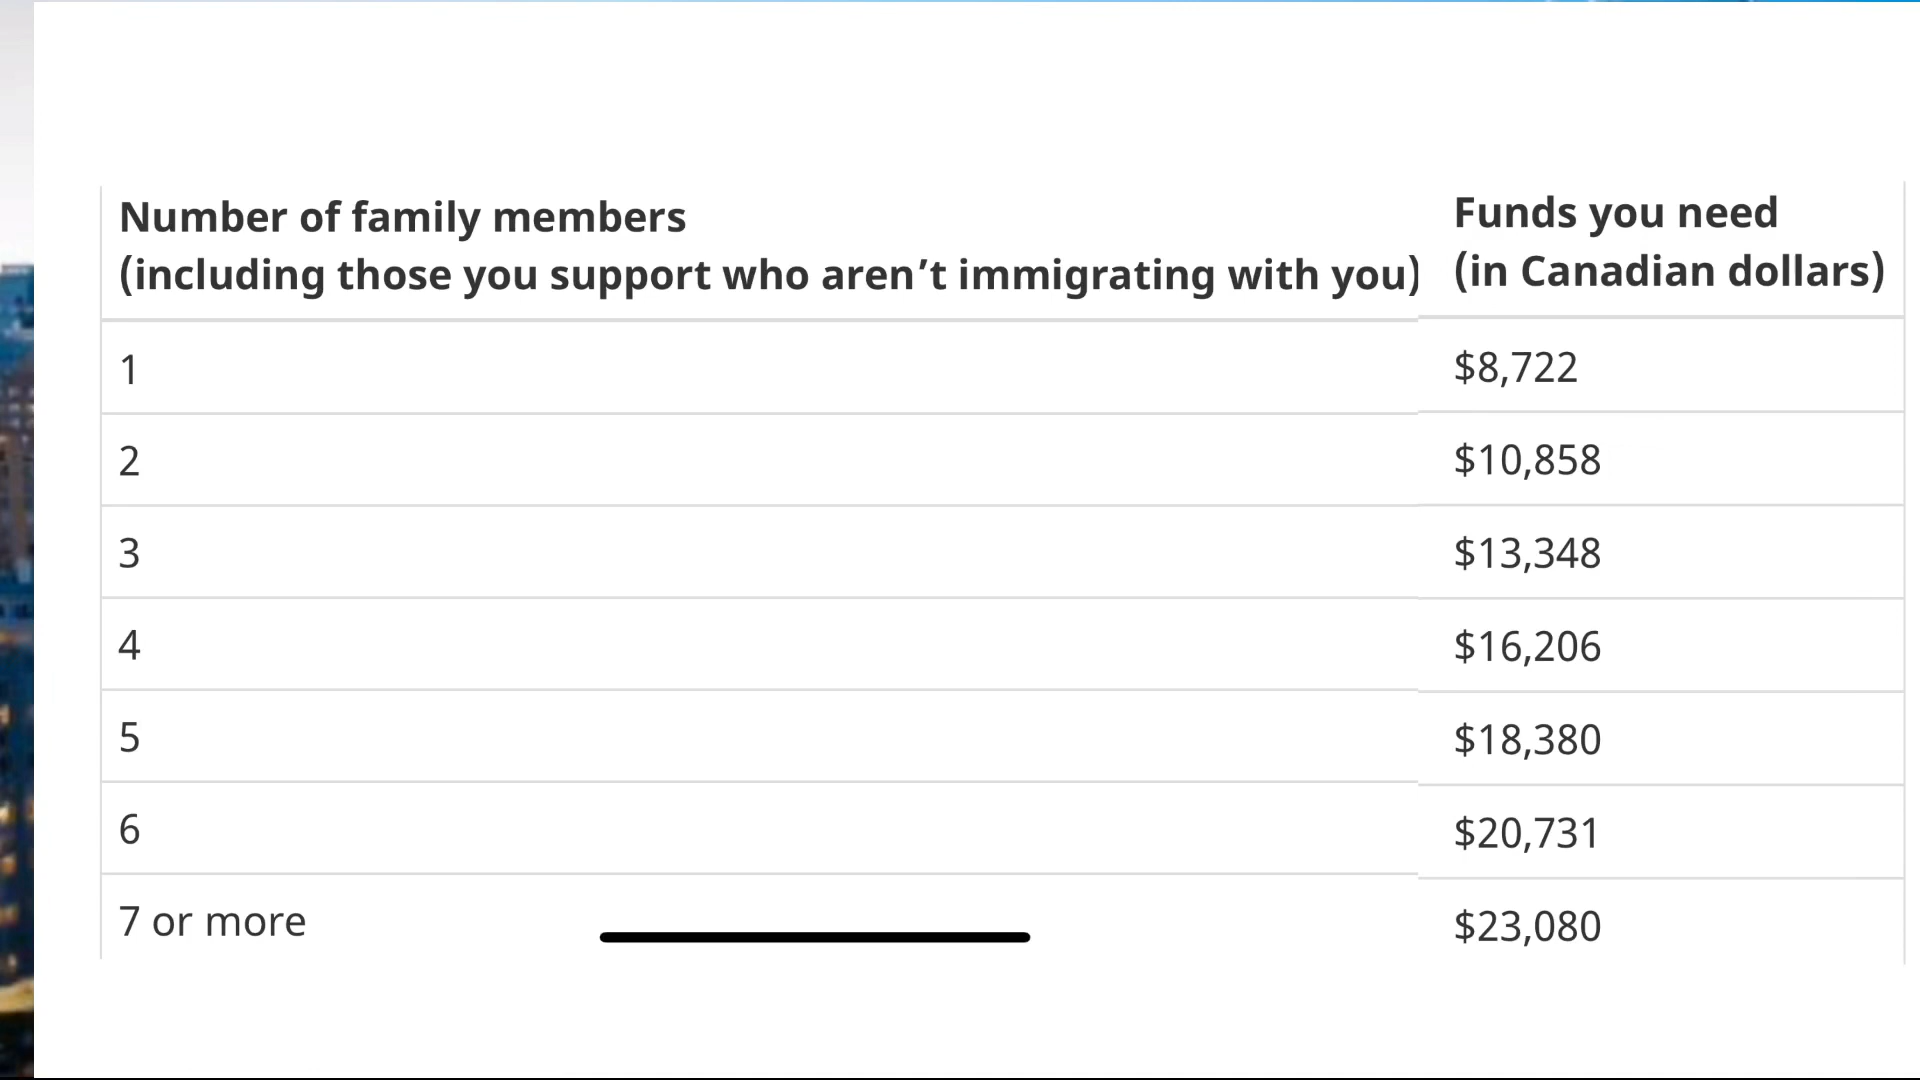 Number of family members
(including those you support who aren’t immigrating with you)
Funds you need
(in Canadian dollars)
1 $8,722
2 $10,858
3 $13,348
4 $16,206
5 $18,380
6 $20,731
7 or more $23,080